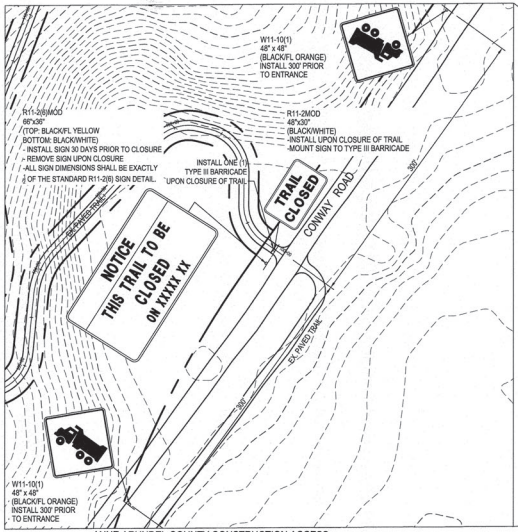 W11-10(1)
48" x 48"
(BLACK/FL ORANGE)
INSTALL 300' PRIOR
TO ENTRANCE
R11-2(6)MOD
66"x36"
(TOP: BLACK/FL YELLOW
BOTTOM: BLACK/WHITE)
- INSTALL SIGN 30 DAYS PRIOR TO CLOSURE
- REMOVE SIGN UPON CLOSURE
-ALL SIGN DIMENSIONS SHALL BE EXACTLY
OF THE STANDARD R11-2(6) SIGN DETAIL.
R11-2MOD
48"x30"
(BLACK/WHITE)
-INSTALL UPON CLOSURE OF TRAIL
-MOUNT SIGN TO TYPE III BARRICADE
INSTALL ONE (1)
TYPE III BARRICADE
UPON CLOSURE OF TRAIL
TRAIL
CLOSED
CONWAY ROAD
300'
EX. PAVED TRAIL
NOTICE
THIS TRAIL TO BE
CLOSED
ON XXXXX XX
EX. PAVED TRAIL
300'
W11-10(1)
48" x 48"
(BLACK/FL ORANGE)
INSTALL 300' PRIOR
TO ENTRANCE